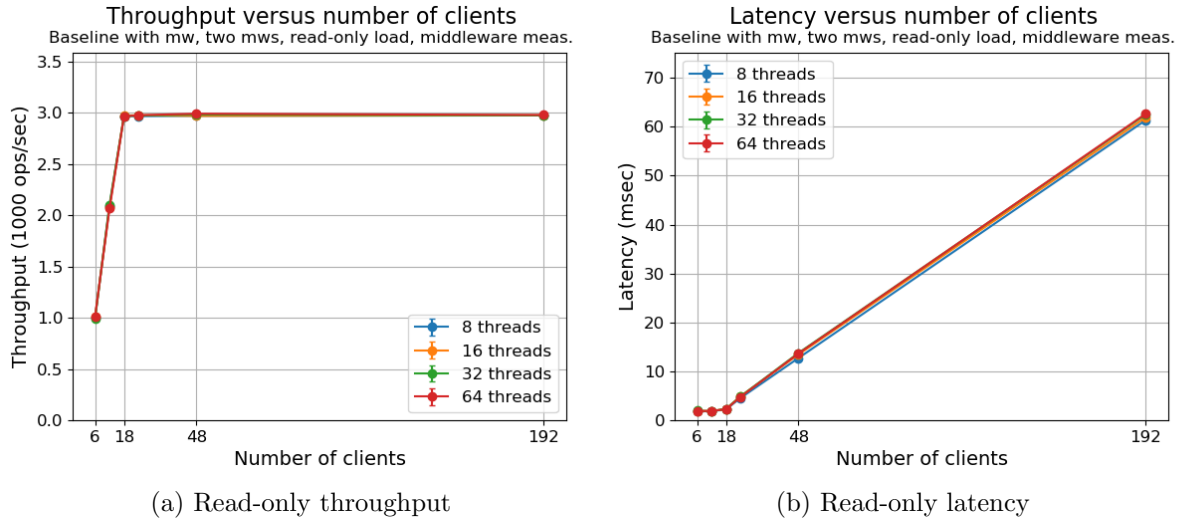 Throughput versus number of clients
Baseline with mw, two mws, read-only load, middleware meas.
Throughput (1000 ops/sec)
3.5
3.0
2.5
2.0
1.5
1.0
0.5
0.0
8 threads
16 threads
32 threads
64 threads
6 18 48 192
Number of clients
(a) Read-only throughput
Latency versus number of clients
Baseline with mw, two mws, read-only load, middleware meas.
Latency (msec)
70
60
50
40
30
20
10
0
8 threads
16 threads
32 threads
64 threads
6 18 48 192
Number of clients
(b) Read-only latency